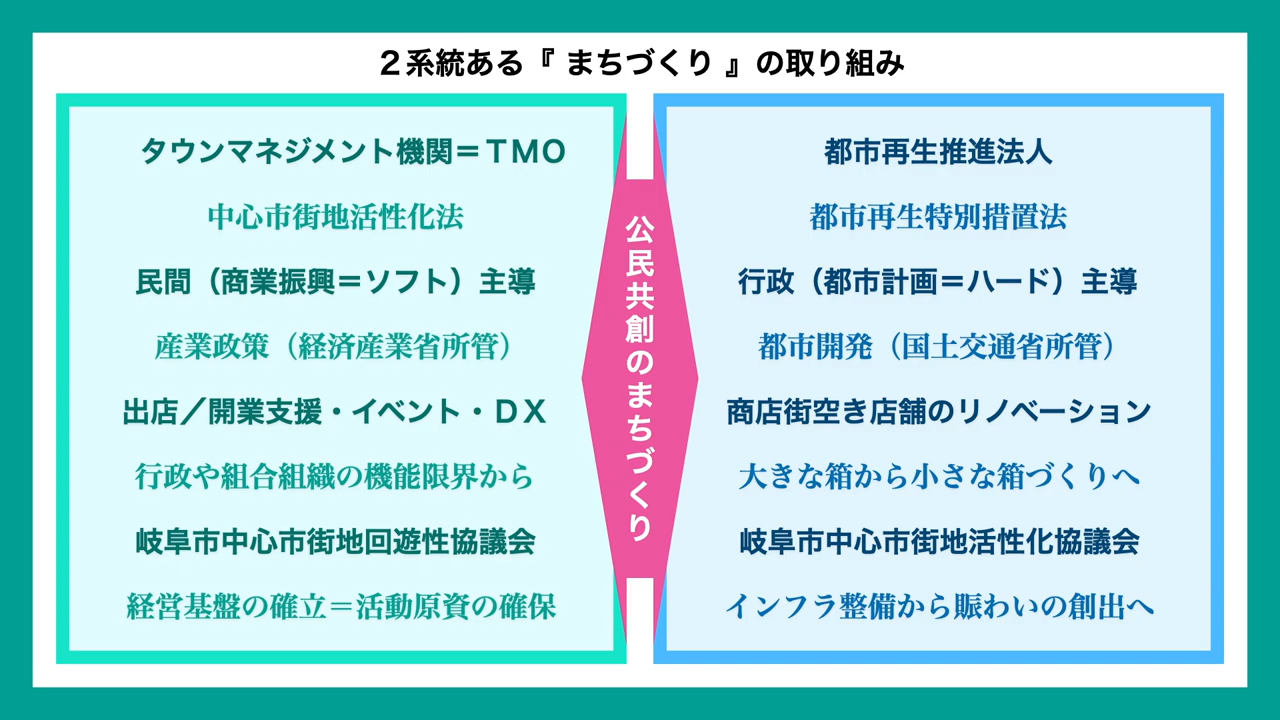 ２系統ある『 まちづくり 』の取り組み
タウンマネジメント機関＝ＴＭＯ
中心市街地活性化法
民間（商業振興＝ソフト）主導
産業政策（経済産業省所管）
出店／開業支援・イベント・ＤＸ
行政や組合組織の機能限界から
岐阜市中心市街地回遊性協議会
経営基盤の確立＝活動原資の確保
公民共創のまちづくり
都市再生推進法人
都市再生特別措置法
行政（都市計画＝ハード）主導
都市開発（国土交通省所管）
商店街空き店舗のリノベーション
大きな箱から小さな箱づくりへ
岐阜市中心市街地活性化協議会
インフラ整備から賑わいの創出へ